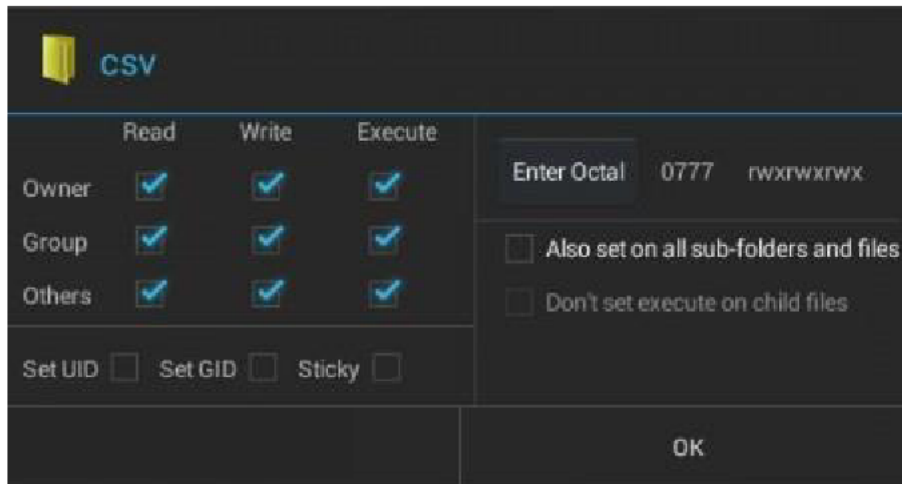 CSV
Read Write Execute
Owner
Group
Others
Set UID Set GID Sticky
Enter Octal 0777 rwxrwxrwx
Also set on all sub-folders and files
Don't set execute on child files
OK